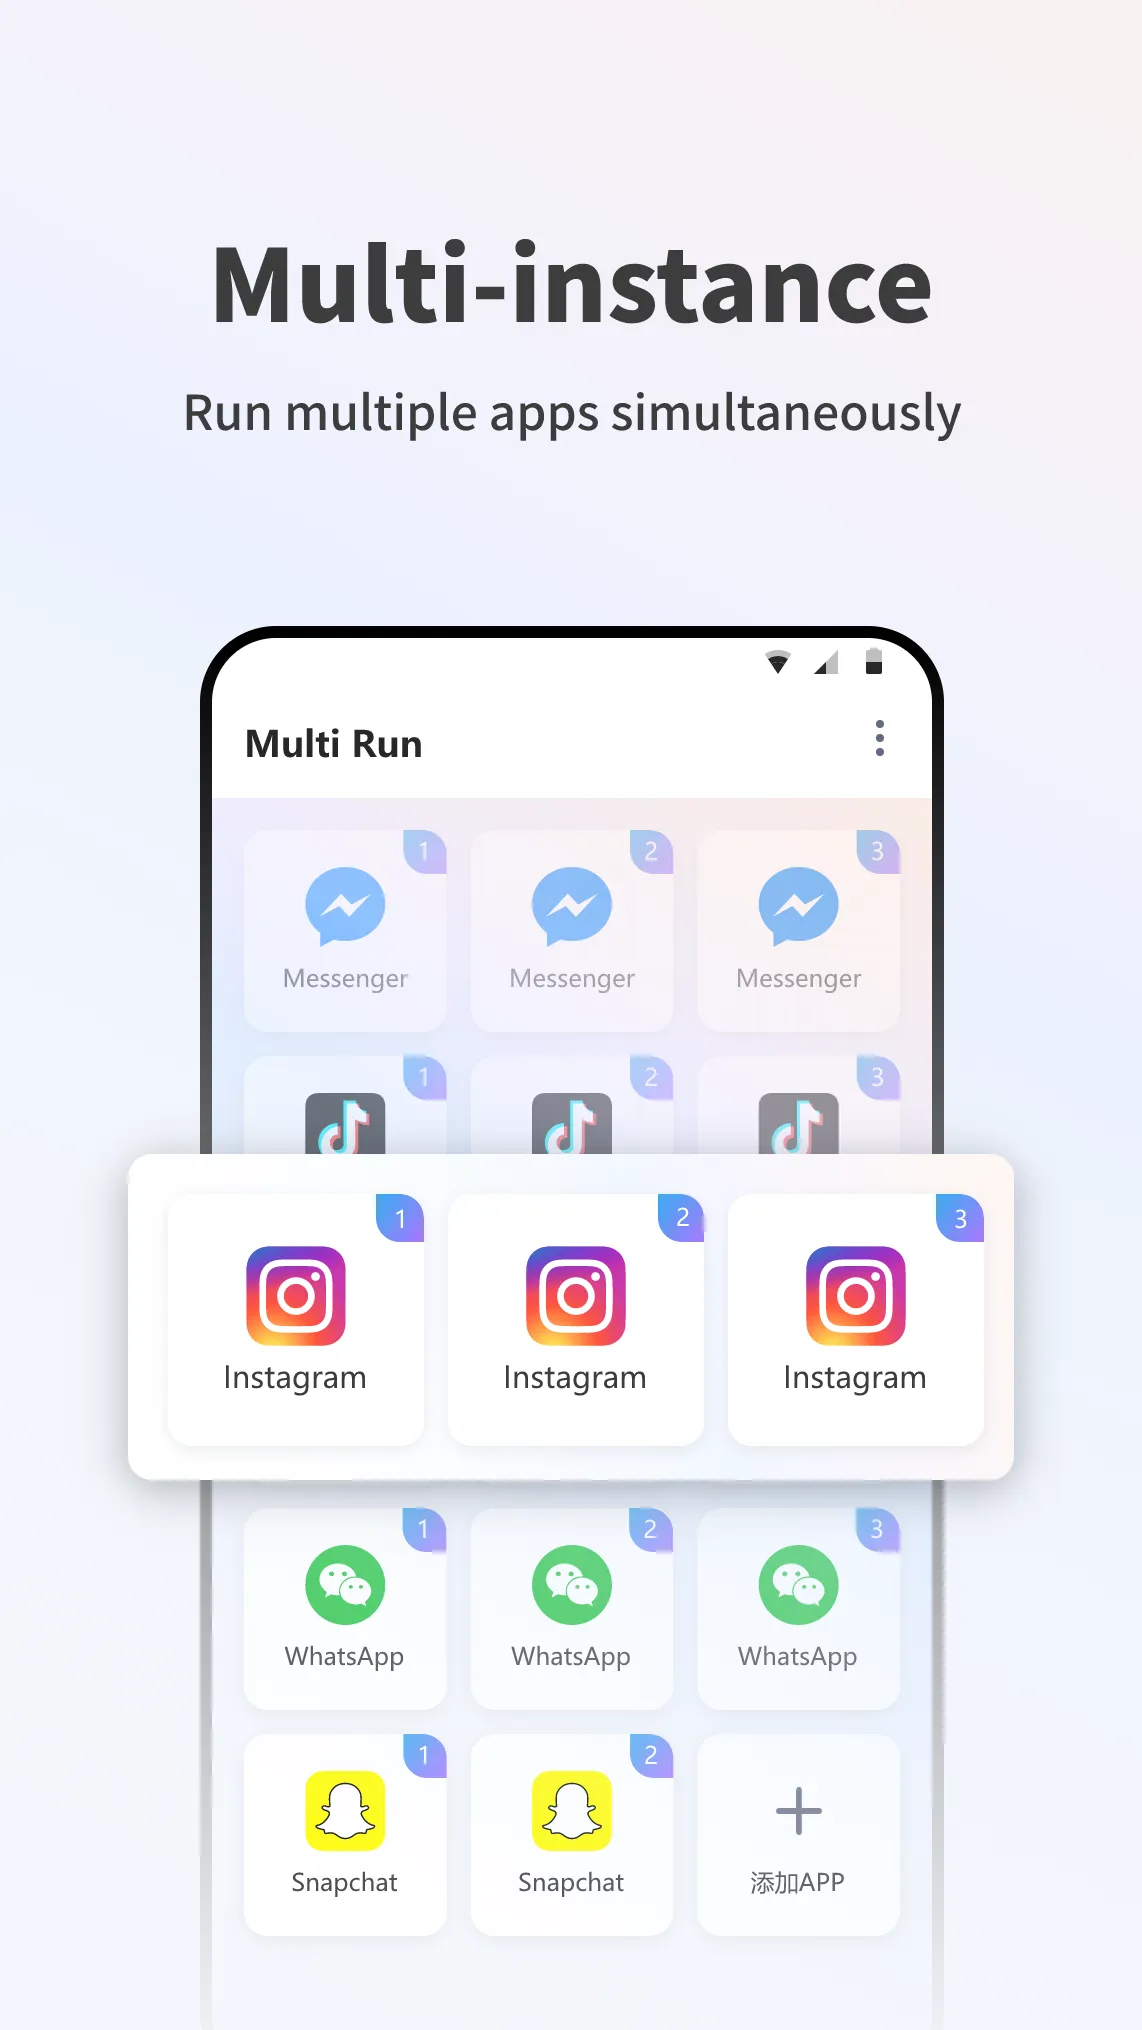 Multi-instance
Run multiple apps simultaneously
Multi Run
1 2 3
Messenger Messenger Messenger
1 2 3
1 2 3
Instagram Instagram Instagram
1 2 3
WhatsApp WhatsApp WhatsApp
1 2
Snapchat Snapchat 添加APP